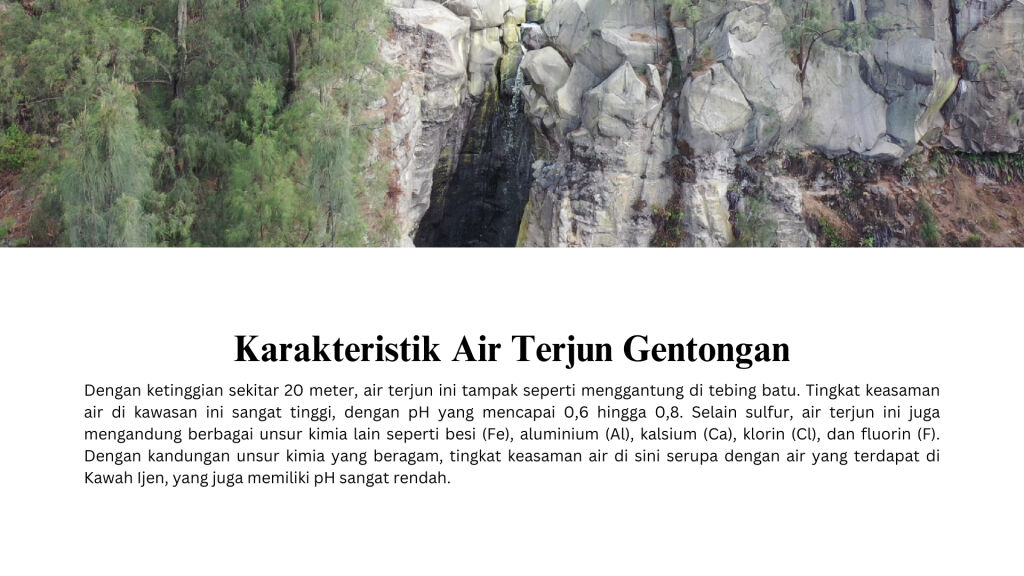 Karakteristik Air Terjun Gentongan
Dengan ketinggian sekitar 20 meter, air terjun ini tampak seperti menggantung di tebing batu. Tingkat keasaman
air di kawasan ini sangat tinggi, dengan pH yang mencapai 0,6 hingga 0,8. Selain sulfur, air terjun ini juga
mengandung berbagai unsur kimia lain seperti besi (Fe), aluminium (Al), kalsium (Ca), klorin (Cl), dan fluorin (F).
Dengan kandungan unsur kimia yang beragam, tingkat keasaman air di sini serupa dengan air yang terdapat di
Kawah Ijen, yang juga memiliki pH sangat rendah.